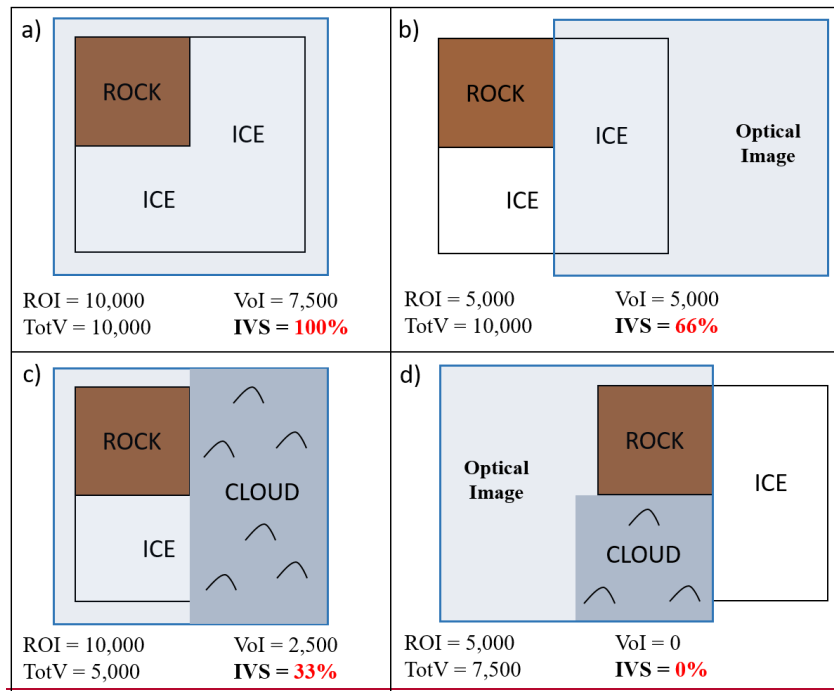 a)
ROCK
ICE
ICE
ROI = 10,000 VoI = 7,500
TotV = 10,000 IVS = 100%
b)
ROCK
ICE
Optical
Image
ICE
ROI = 5,000 VoI = 5,000
TotV = 10,000 IVS = 66%
c)
ROCK
CLOUD
ICE
ROI = 10,000 VoI = 2,500
TotV = 5,000 IVS = 33%
d)
ROCK
Optical
Image
ICE
CLOUD
ROI = 5,000 VoI = 0
TotV = 7,500 IVS = 0%